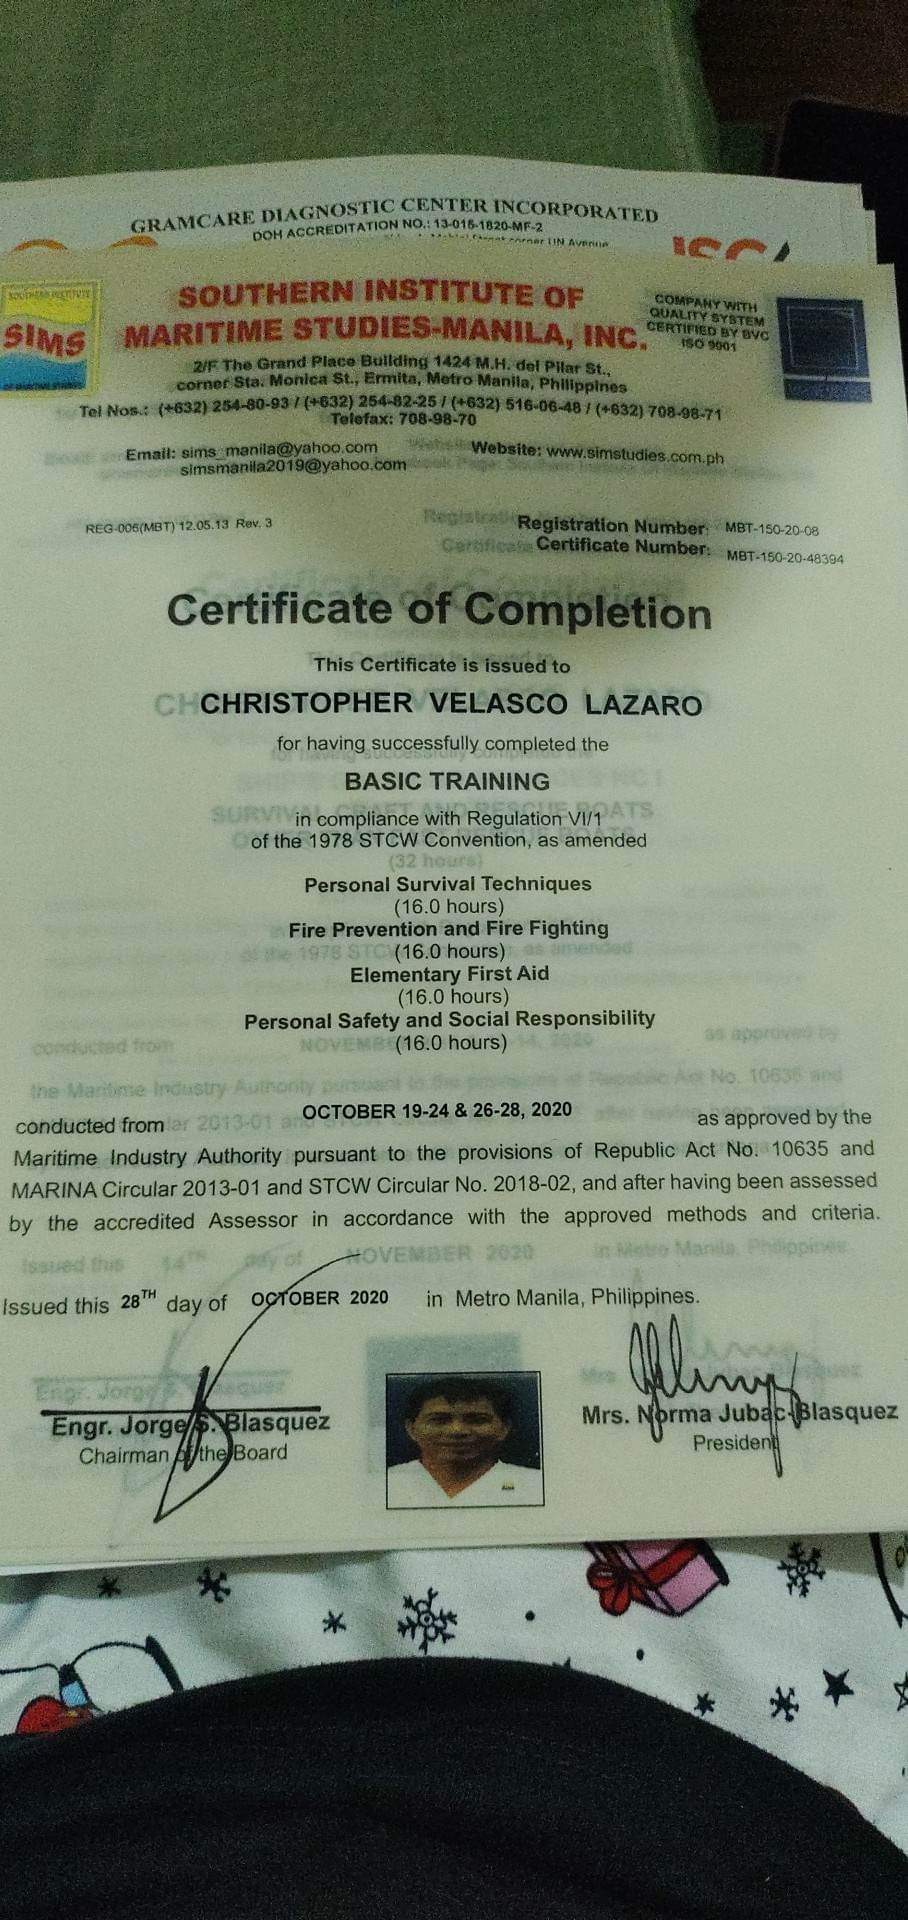 GRAMCARE DIAGNOSTIC CENTER INCORPORATED
DOH ACCREDITATION NO.: 13-016-1820-MF-2
SOUTHERN INSTITUTE
SIMS
SOUTHERN INSTITUTE OF
MARITIME STUDIES-MANILA, INC.
COMPANY WITH
QUALITY SYSTEM
CERTIFIED BY BVC
ISO 9001
2/F The Grand Place Building 1424 M.H. del Pilar St.,
corner Sta. Monica St., Ermita, Metro Manila, Philippines
Tel Nos.: (+632) 254-80-93 / (+632) 254-82-25 / (+632) 516-06-48 / (+632) 708-98-71
Telefax: 708-98-70
Email: sims_manila@yahoo.com Website: www.simstudies.com.ph
simsmanila2019@yahoo.com
REG-006(MBT) 12.05.13 Rev. 3
Registration Number: MBT-150-20-08
Certificate Number: MBT-150-20-48394
Certificate of Completion
This Certificate is issued to
CHRISTOPHER VELASCO LAZARO
for having successfully completed the
BASIC TRAINING
in compliance with Regulation VI/1
of the 1978 STCW Convention, as amended
Personal Survival Techniques
(16.0 hours)
Fire Prevention and Fire Fighting
(16.0 hours)
Elementary First Aid
(16.0 hours)
Personal Safety and Social Responsibility
(16.0 hours)
conducted from OCTOBER 19-24 & 26-28, 2020 as approved by the
Maritime Industry Authority pursuant to the provisions of Republic Act No. 10635 and
MARINA Circular 2013-01 and STCW Circular No. 2018-02, and after having been assessed
by the accredited Assessor in accordance with the approved methods and criteria.
Issued this 28TH day of OCTOBER 2020 in Metro Manila, Philippines.
Engr. Jorge S. Blasquez
Chairman of the Board
Mrs. Norma Jubac-Blasquez
President